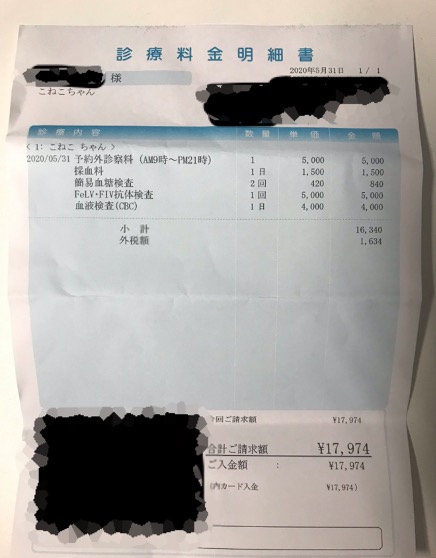 診療料金明細書
2020年5月31日 1/1
様
こねこちゃん
診療内容 数量 単価 金額
< 1: こねこ ちゃん >
2020/05/31 予約外診察料 (AM9時～PM21時) 1 5,000 5,000
採血料 1 日 1,500 1,500
簡易血糖検査 2 回 420 840
FeLV・FIV抗体検査 1 回 5,000 5,000
血液検査(CBC) 1 日 4,000 4,000
小 計 16,340
外税額 1,634
今回ご請求額 ¥17,974
合計ご請求額 ¥17,974
ご入金額 : ¥17,974
(内カード入金 ¥17,974)